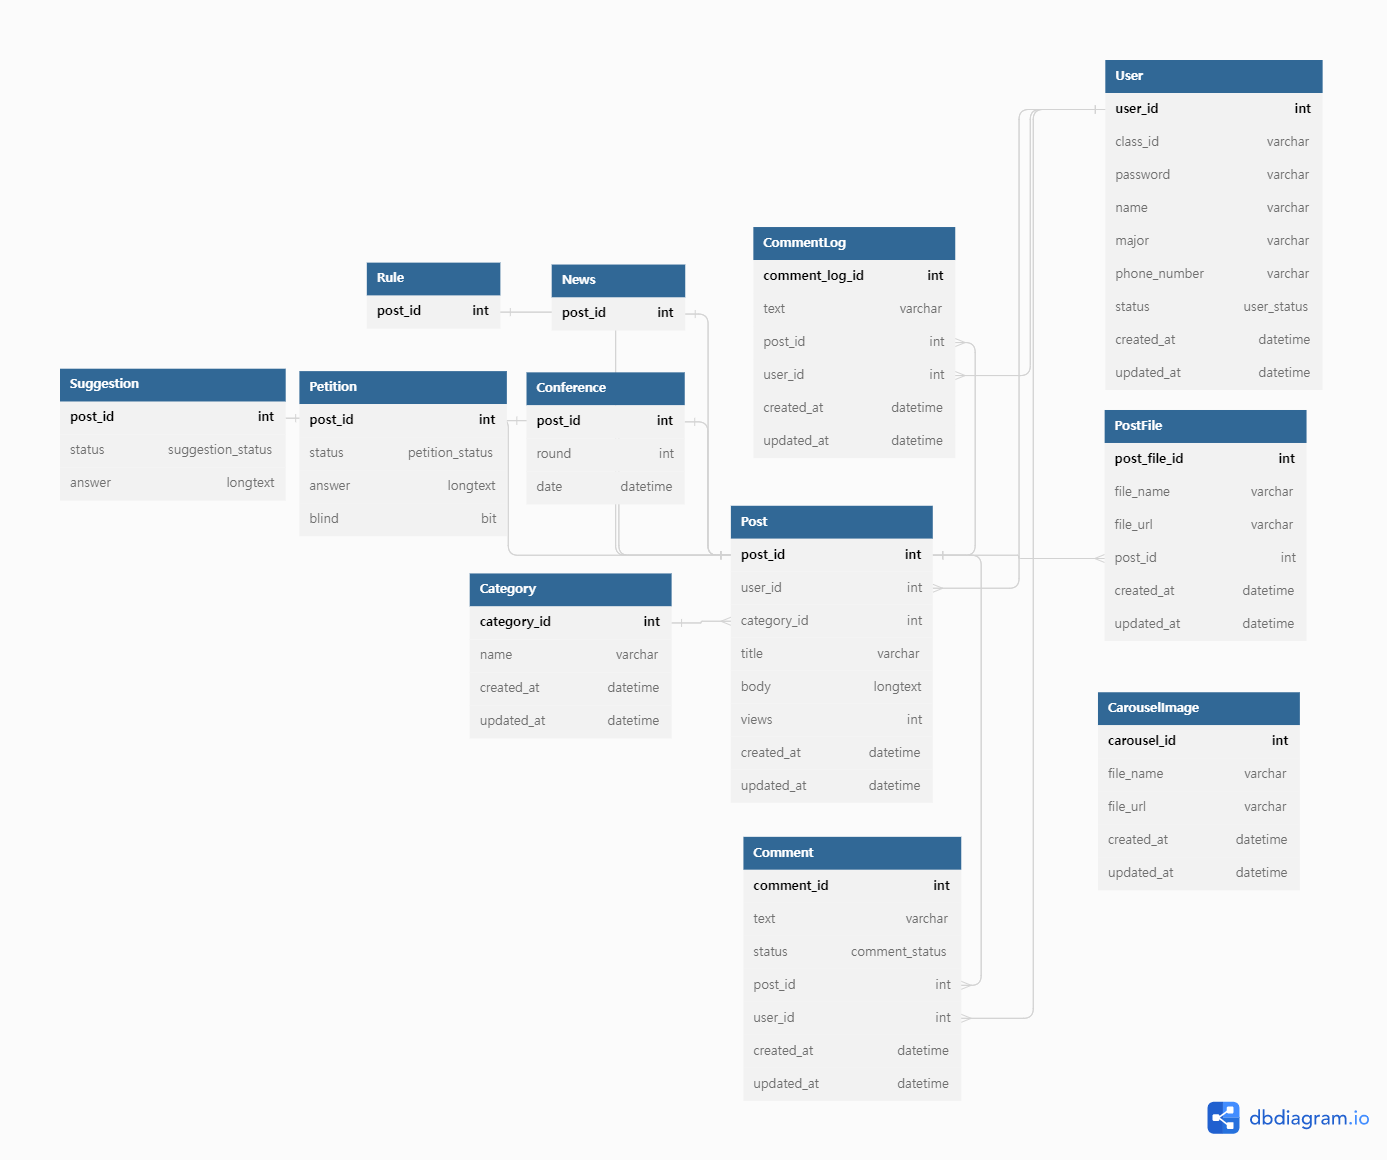 User
user_id int
class_id varchar
password varchar
name varchar
major varchar
phone_number varchar
status user_status
created_at datetime
updated_at datetime
CommentLog
comment_log_id int
text varchar
post_id int
user_id int
created_at datetime
updated_at datetime
Rule
post_id int
News
post_id int
Suggestion
post_id int
status suggestion_status
answer longtext
Petition
post_id int
status petition_status
answer longtext
blind bit
Conference
post_id int
round int
date datetime
PostFile
post_file_id int
file_name varchar
file_url varchar
post_id int
created_at datetime
updated_at datetime
Post
post_id int
user_id int
category_id int
title varchar
body longtext
views int
created_at datetime
updated_at datetime
Category
category_id int
name varchar
created_at datetime
updated_at datetime
CarouselImage
carousel_id int
file_name varchar
file_url varchar
created_at datetime
updated_at datetime
Comment
comment_id int
text varchar
status comment_status
post_id int
user_id int
created_at datetime
updated_at datetime
dbdiagram.io